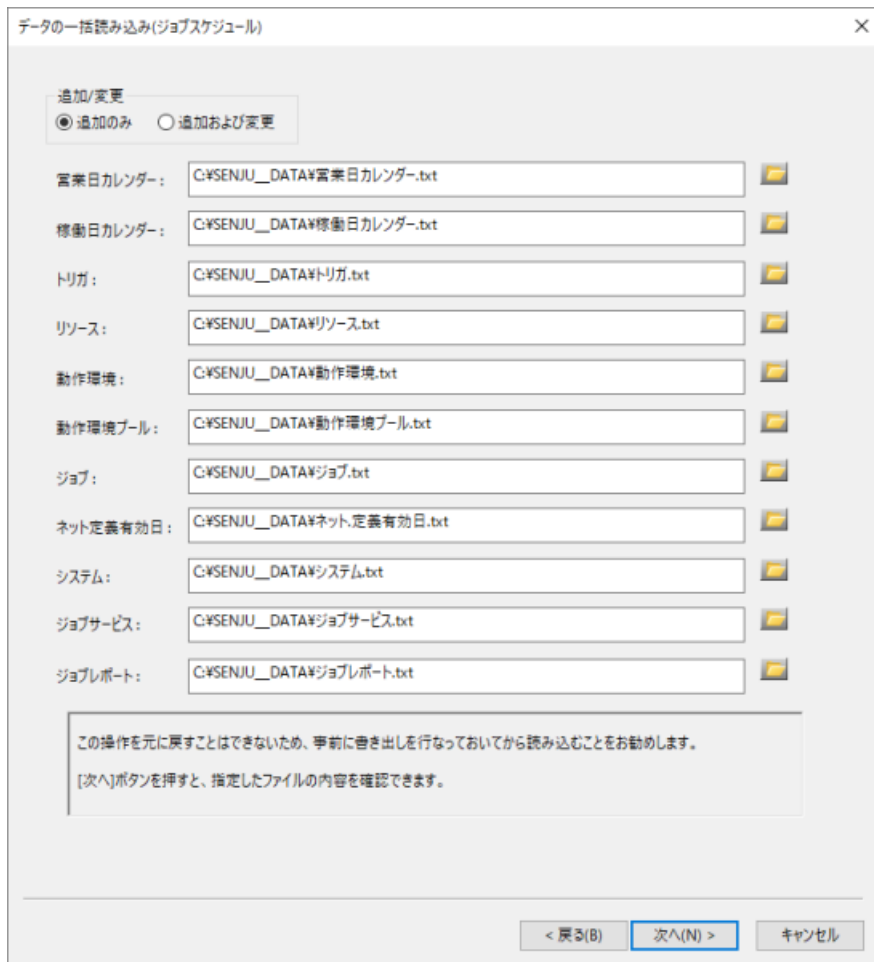 データの一括読み込み(ジョブスケジュール)
追加/変更
追加のみ 追加および変更
営業日カレンダー: C:¥SENJU__DATA¥営業日カレンダー.txt
稼働日カレンダー: C:¥SENJU__DATA¥稼働日カレンダー.txt
トリガ: C:¥SENJU__DATA¥トリガ.txt
リソース: C:¥SENJU__DATA¥リソース.txt
動作環境: C:¥SENJU__DATA¥動作環境.txt
動作環境プール: C:¥SENJU__DATA¥動作環境プール.txt
ジョブ: C:¥SENJU__DATA¥ジョブ.txt
ネット定義有効日: C:¥SENJU__DATA¥ネット.定義有効日.txt
システム: C:¥SENJU__DATA¥システム.txt
ジョブサービス: C:¥SENJU__DATA¥ジョブサービス.txt
ジョブレポート: C:¥SENJU__DATA¥ジョブレポート.txt
この操作を元に戻すことはできないため、事前に書き出しを行なっておいてから読み込むことをお勧めします。
[次へ]ボタンを押すと、指定したファイルの内容を確認できます。
< 戻る(B) 次へ(N) > キャンセル